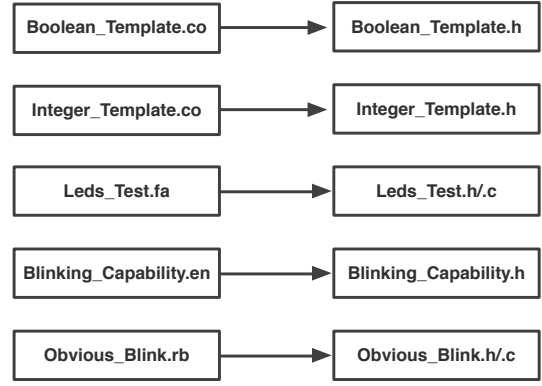 Boolean_Template.co
Boolean_Template.h
Integer_Template.co
Integer_Template.h
Leds_Test.fa
Leds_Test.h/.c
Blinking_Capability.en
Blinking_Capability.h
Obvious_Blink.rb
Obvious_Blink.h/.c